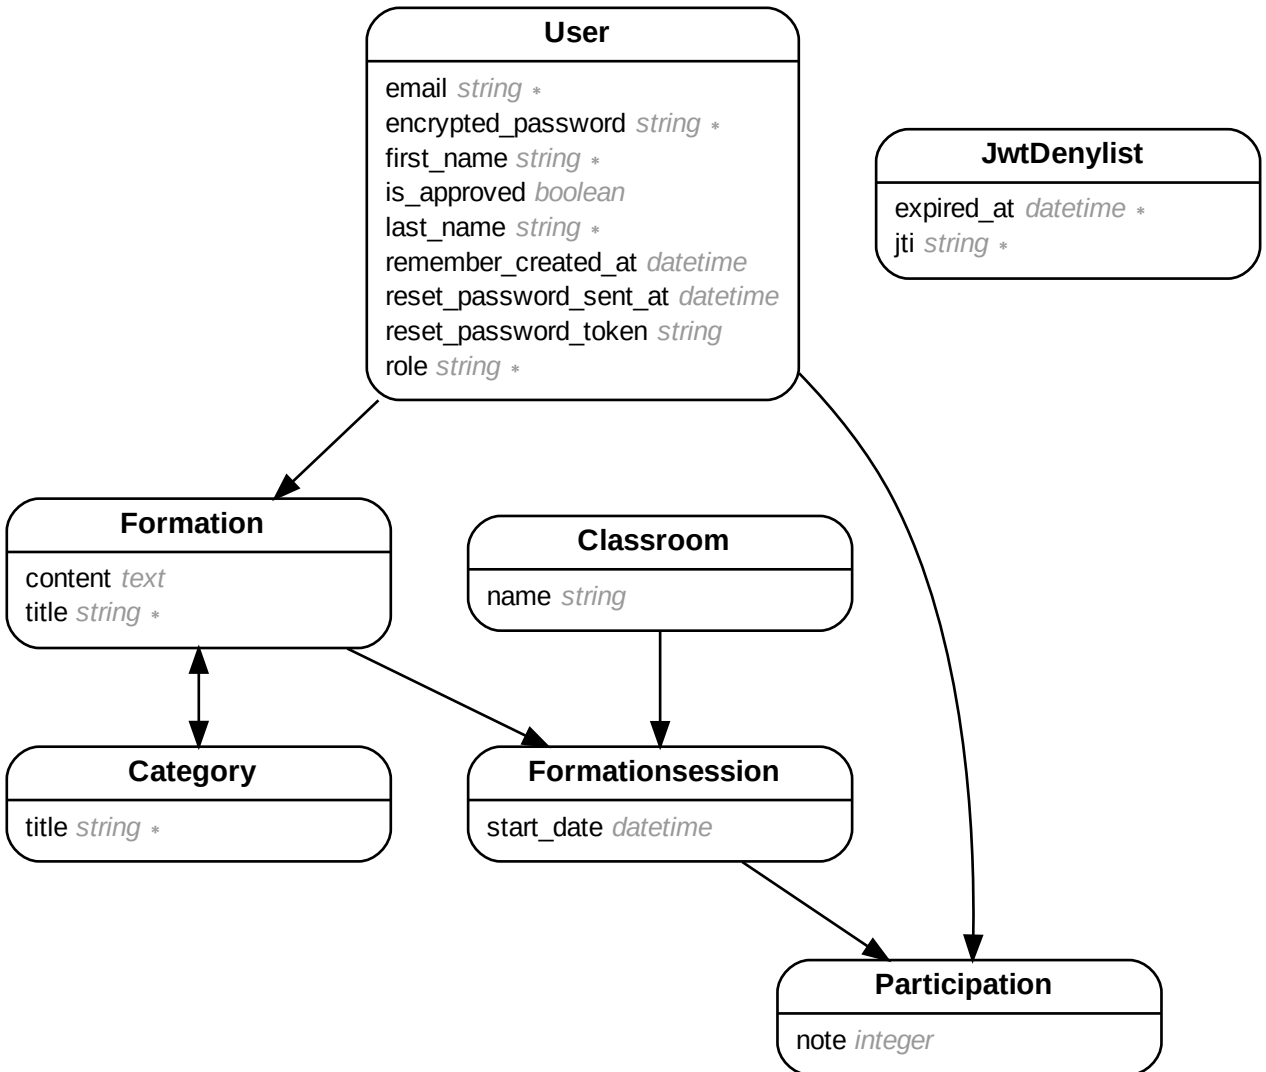 User
email string *
encrypted_password string *
first_name string *
is_approved boolean
last_name string *
remember_created_at datetime
reset_password_sent_at datetime
reset_password_token string
role string *
JwtDenylist
expired_at datetime *
jti string *
Formation
content text
title string *
Classroom
name string
Category
title string *
Formationsession
start_date datetime
Participation
note integer